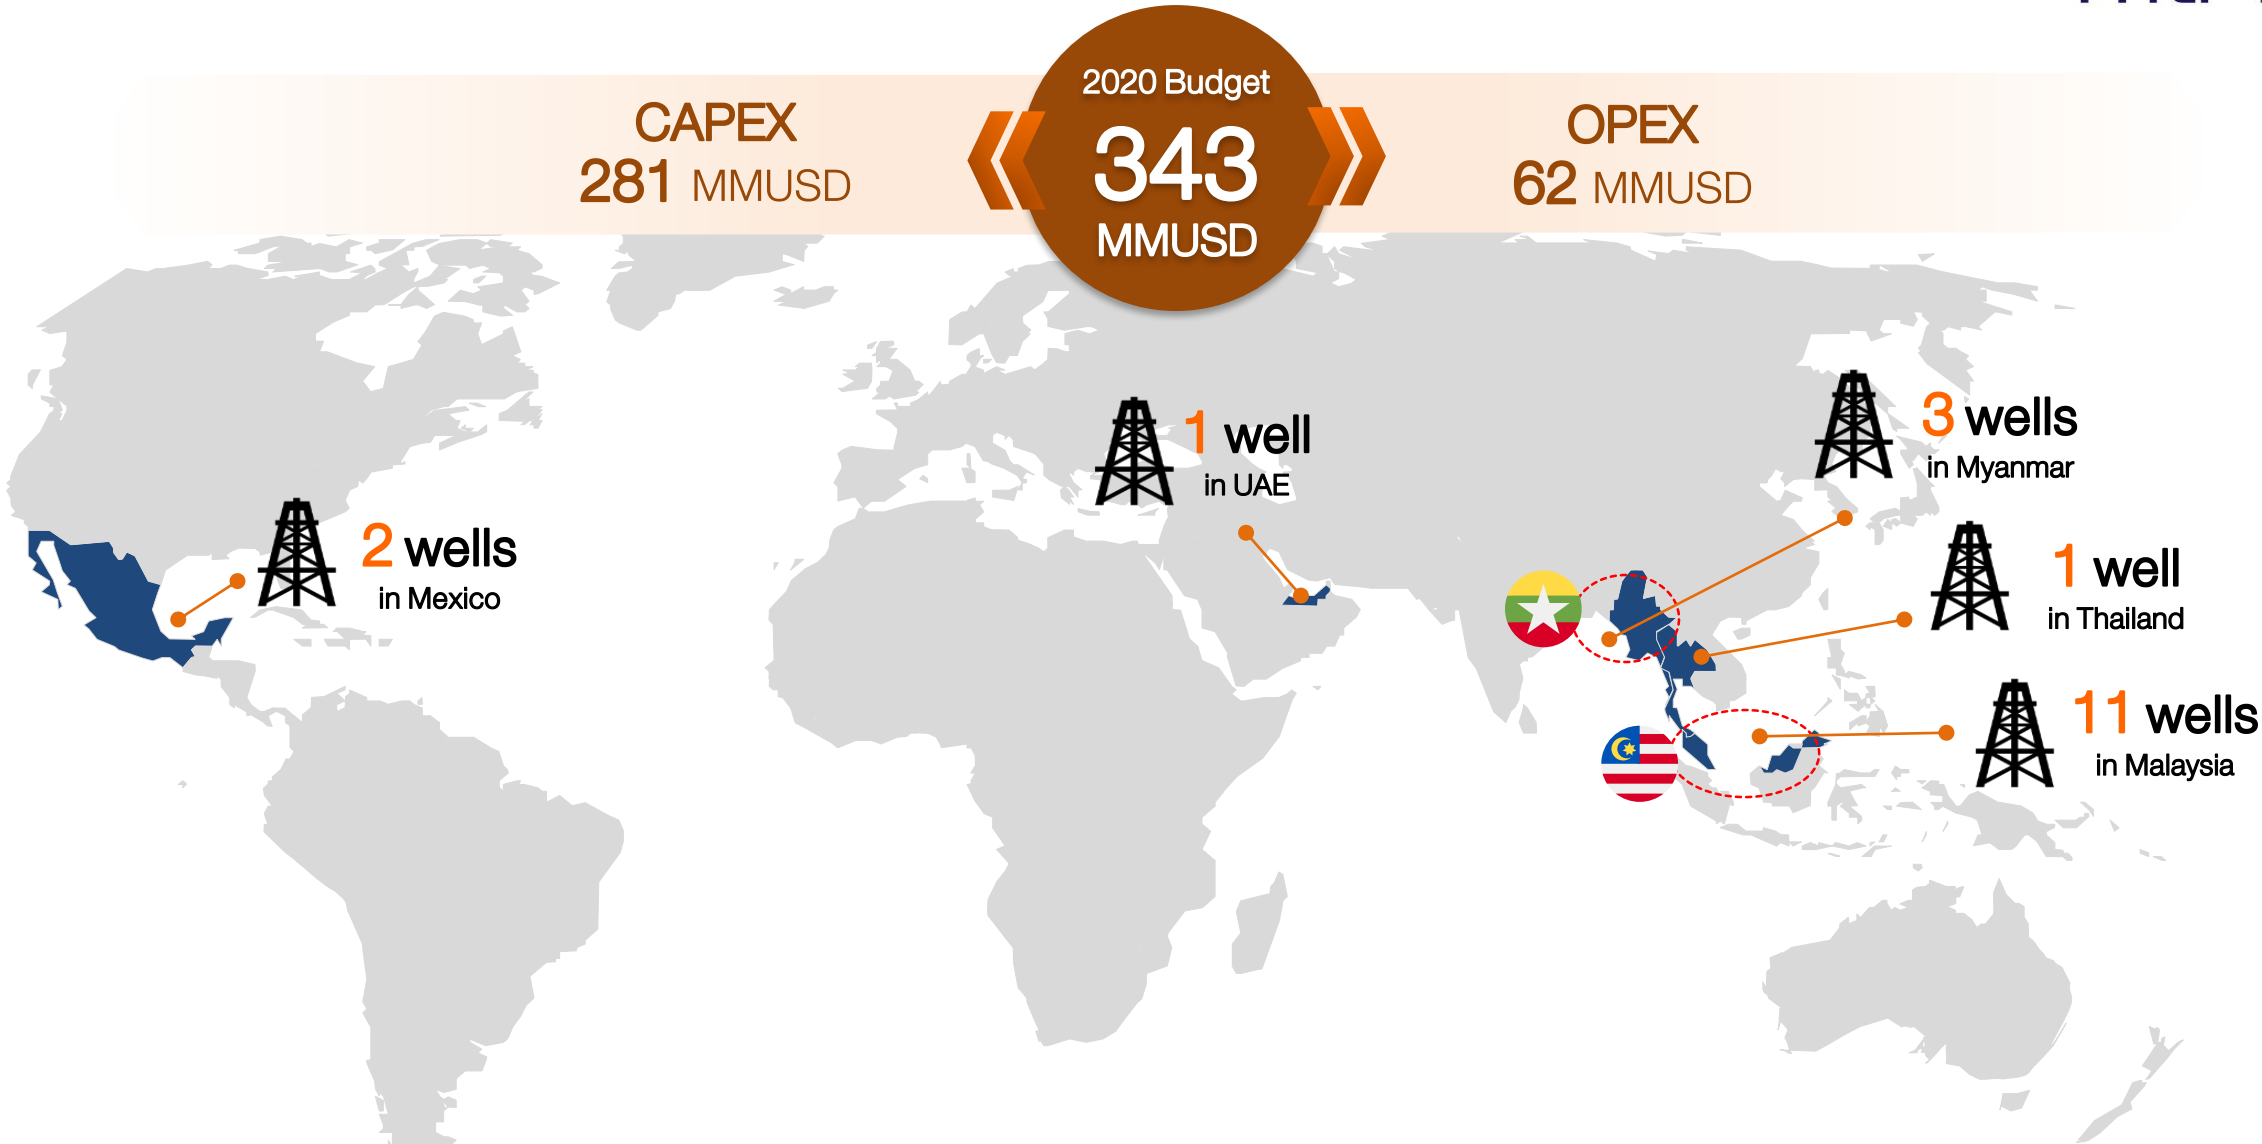 2020 Budget
343
MMUSD
CAPEX
281 MMUSD
OPEX
62 MMUSD
2 wells
in Mexico
1 well
in UAE
3 wells
in Myanmar
1 well
in Thailand
11 wells
in Malaysia